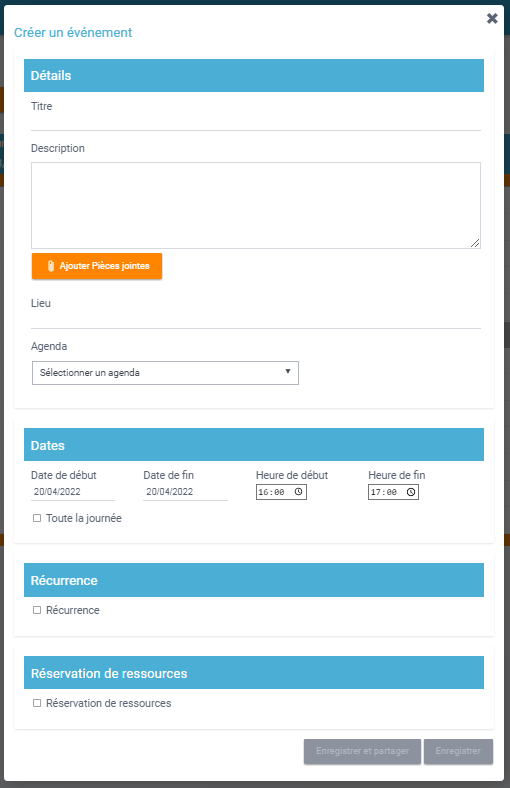 Créer un événement
Détails
Titre
Description
Ajouter Pièces jointes
Lieu
Agenda
Sélectionner un agenda
Dates
Date de début Date de fin Heure de début Heure de fin
20/04/2022 20/04/2022 16:00 17:00
Toute la journée
Récurrence
Récurrence
Réservation de ressources
Réservation de ressources
Enregistrer et partager Enregistrer